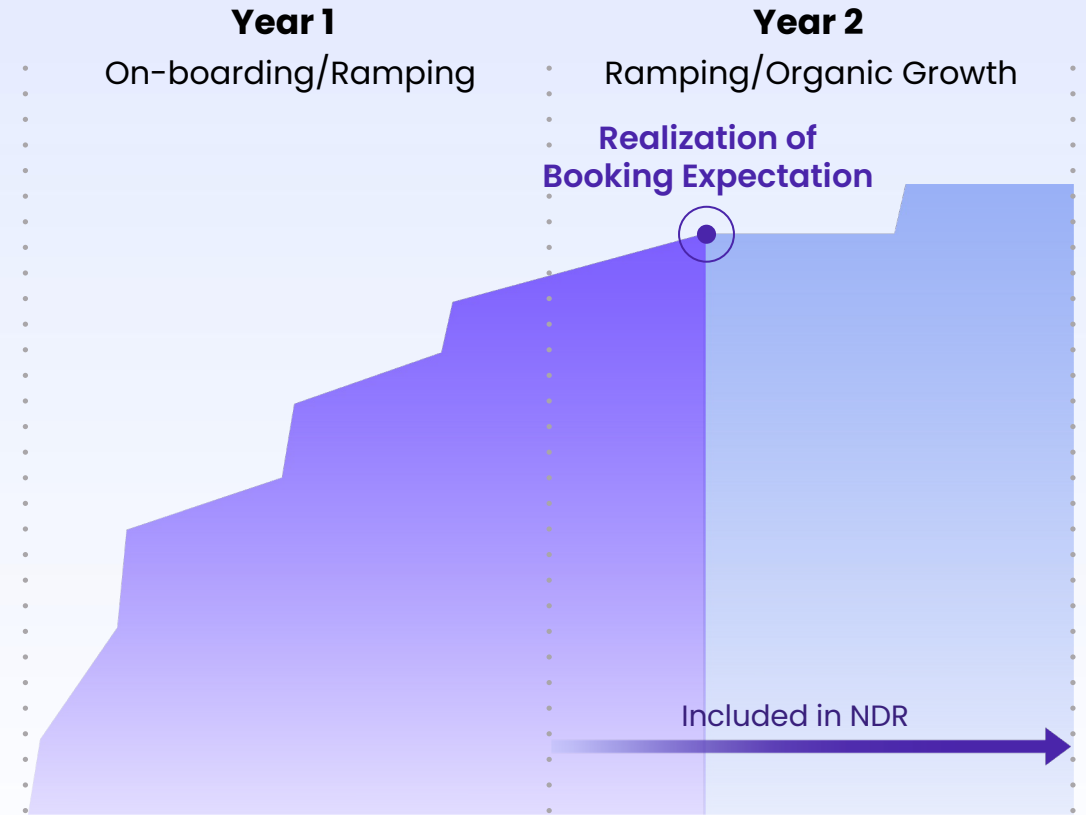 Year 1
On-boarding/Ramping
Year 2
Ramping/Organic Growth
Realization of
Booking Expectation
Included in NDR